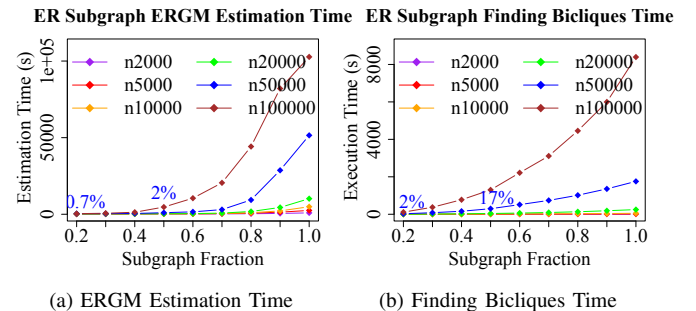 ER Subgraph ERGM Estimation Time
Estimation Time (s)
1e+05
50000
0
n2000
n5000
n10000
n20000
n50000
n100000
0.7%
2%
0.2 0.4 0.6 0.8 1.0
Subgraph Fraction
(a) ERGM Estimation Time
ER Subgraph Finding Bicliques Time
Execution Time (s)
8000
4000
0
n2000
n5000
n10000
n20000
n50000
n100000
2%
17%
0.2 0.4 0.6 0.8 1.0
Subgraph Fraction
(b) Finding Bicliques Time